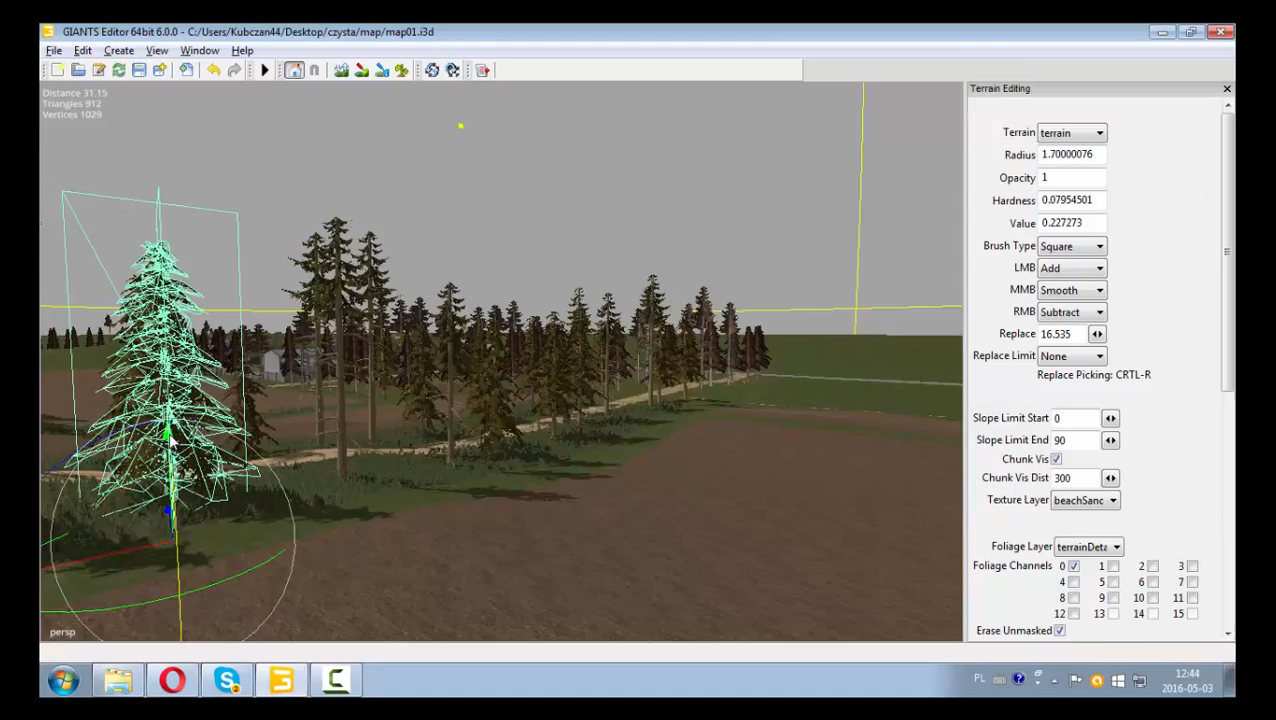 GIANTS Editor 64bit 6.0.0 - C:/Users/Kubczan44/Desktop/czysta/map/map01.i3d
File Edit Create View Window Help
Distance 31.15
Triangles 912
Vertices 1029
persp
Terrain Editing
Terrain terrain
Radius 1.70000076
Opacity 1
Hardness 0.07954501
Value 0.227273
Brush Type Square
LMB Add
MMB Smooth
RMB Subtract
Replace 16.535
Replace Limit None
Replace Picking: CRTL-R
Slope Limit Start 0
Slope Limit End 90
Chunk Vis
Chunk Vis Dist 300
Texture Layer beachSanc
Foliage Layer terrainDeta
Foliage Channels 0 1 2 3
4 5 6 7
8 9 10 11
12 13 14 15
Erase Unmasked
PL
12:44
2016-05-03